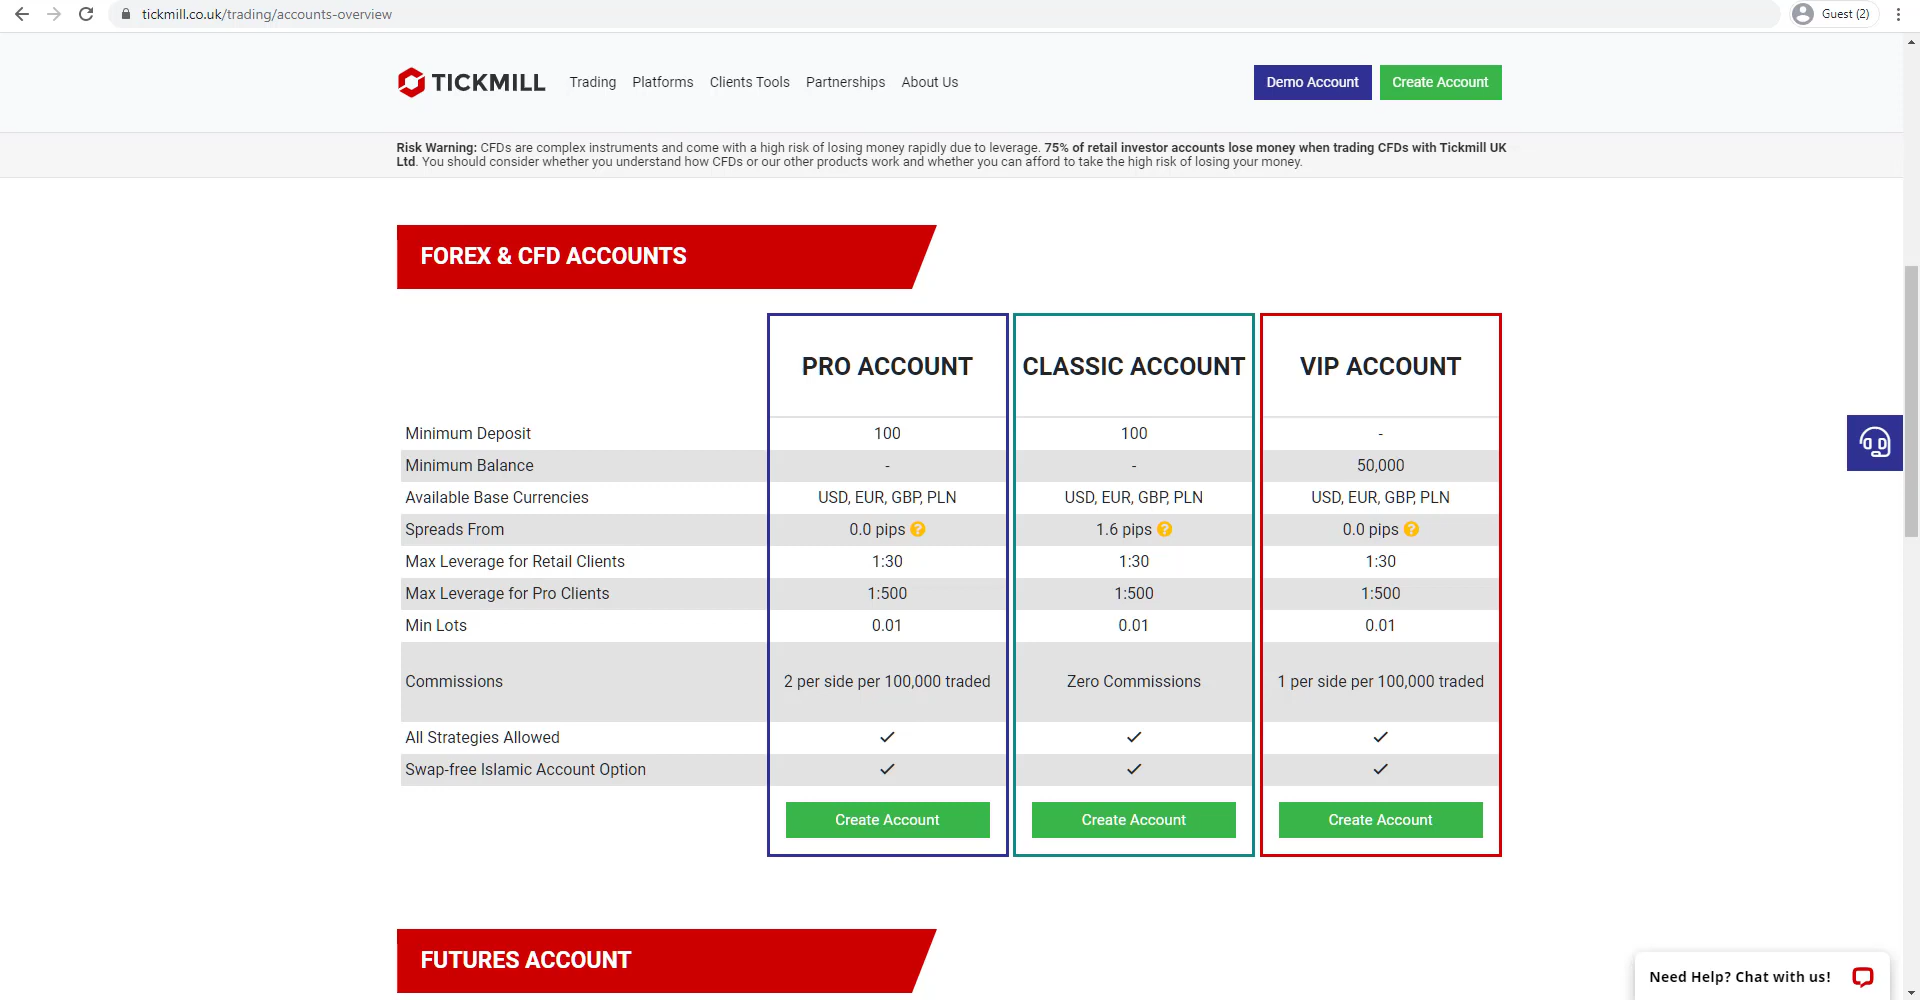 tickmill.co.uk/trading/accounts-overview
Guest (2)
TICKMILL
Trading Platforms Clients Tools Partnerships About Us
Demo Account Create Account
Risk Warning: CFDs are complex instruments and come with a high risk of losing money rapidly due to leverage. 75% of retail investor accounts lose money when trading CFDs with Tickmill UK
Ltd. You should consider whether you understand how CFDs or our other products work and whether you can afford to take the high risk of losing your money.
FOREX & CFD ACCOUNTS
PRO ACCOUNT CLASSIC ACCOUNT VIP ACCOUNT
Minimum Deposit 100 100 -
Minimum Balance - - 50,000
Available Base Currencies USD, EUR, GBP, PLN USD, EUR, GBP, PLN USD, EUR, GBP, PLN
Spreads From 0.0 pips ? 1.6 pips ? 0.0 pips ?
Max Leverage for Retail Clients 1:30 1:30 1:30
Max Leverage for Pro Clients 1:500 1:500 1:500
Min Lots 0.01 0.01 0.01
Commissions 2 per side per 100,000 traded Zero Commissions 1 per side per 100,000 traded
All Strategies Allowed
Swap-free Islamic Account Option
Create Account Create Account Create Account
FUTURES ACCOUNT
Need Help? Chat with us!